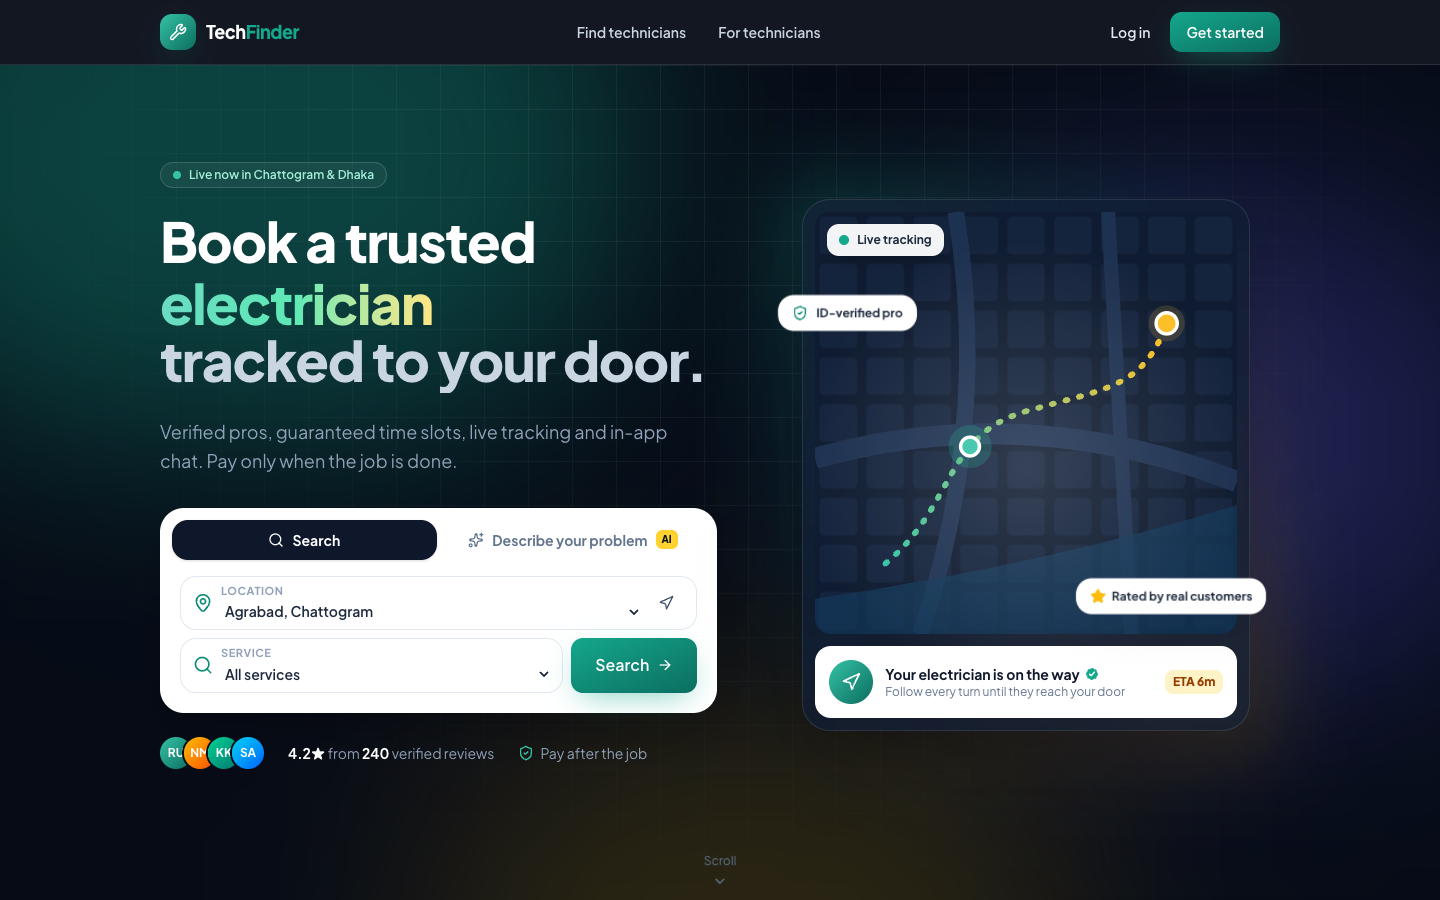 TechFinder
Find technicians
For technicians
Log in
Get started
Live now in Chattogram & Dhaka
Book a trusted
electrician
tracked to your door.
Verified pros, guaranteed time slots, live tracking and in-app
chat. Pay only when the job is done.
Search
Describe your problem AI
LOCATION
Agrabad, Chattogram
SERVICE
All services
Search
RU NM KK SA
4.2★ from 240 verified reviews
Pay after the job
Live tracking
ID-verified pro
Rated by real customers
Your electrician is on the way
Follow every turn until they reach your door
ETA 6m
Scroll